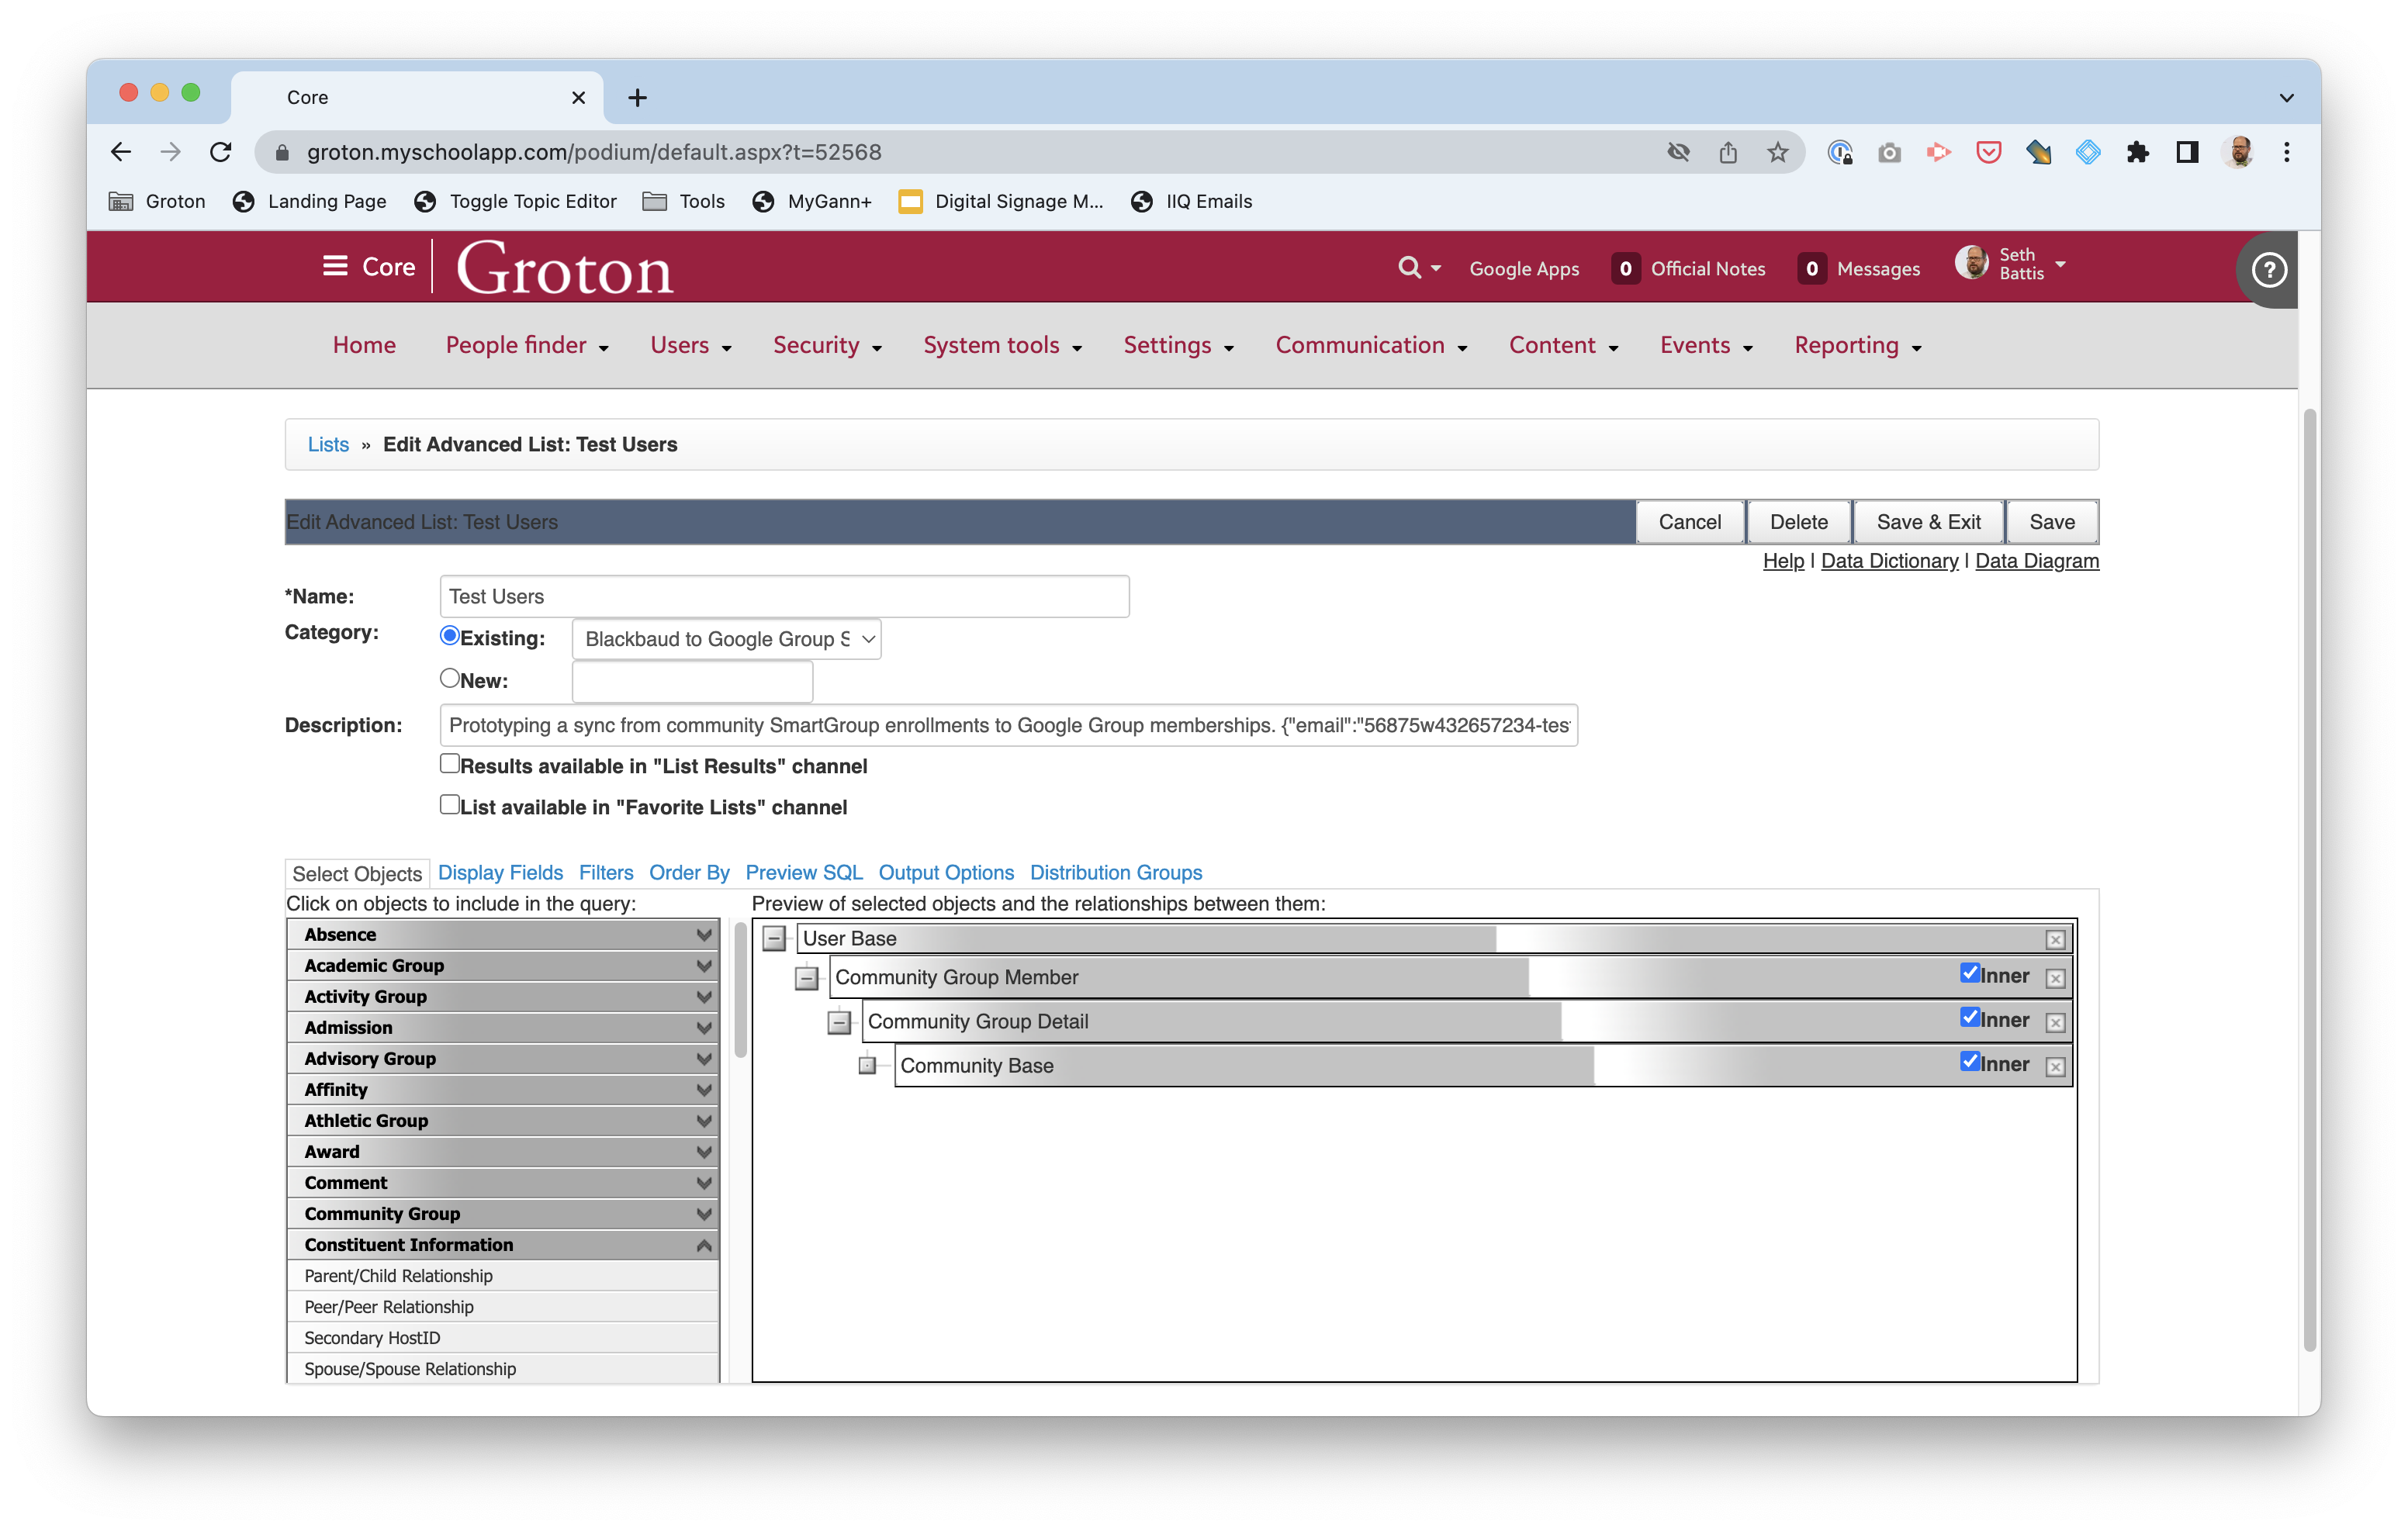 Core
groton.myschoolapp.com/podium/default.aspx?t=52568
Groton Landing Page Toggle Topic Editor Tools MyGann+ Digital Signage M... IIQ Emails
Core Groton Google Apps 0 Official Notes 0 Messages Seth Battis ?
Home People finder Users Security System tools Settings Communication Content Events Reporting
Lists » Edit Advanced List: Test Users
Edit Advanced List: Test Users Cancel Delete Save & Exit Save
Help | Data Dictionary | Data Diagram
*Name: Test Users
Category: Existing: Blackbaud to Google Group S
New:
Description: Prototyping a sync from community SmartGroup enrollments to Google Group memberships. {"email":"56875w432657234-tes
Results available in "List Results" channel
List available in "Favorite Lists" channel
Select Objects Display Fields Filters Order By Preview SQL Output Options Distribution Groups
Click on objects to include in the query: Preview of selected objects and the relationships between them:
Absence
Academic Group
Activity Group
Admission
Advisory Group
Affinity
Athletic Group
Award
Comment
Community Group
Constituent Information
Parent/Child Relationship
Peer/Peer Relationship
Secondary HostID
Spouse/Spouse Relationship
User Base
Community Group Member Inner
Community Group Detail Inner
Community Base Inner